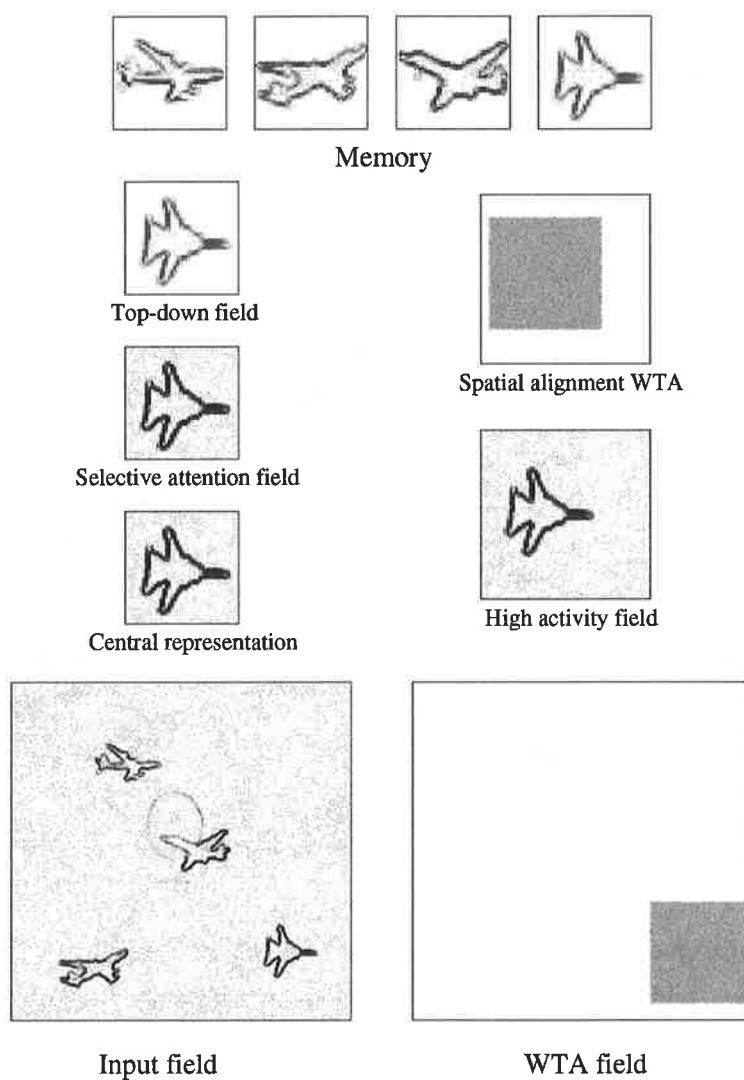 Memory
Top-down field
Spatial alignment WTA
Selective attention field
Central representation
High activity field
Input field
WTA field